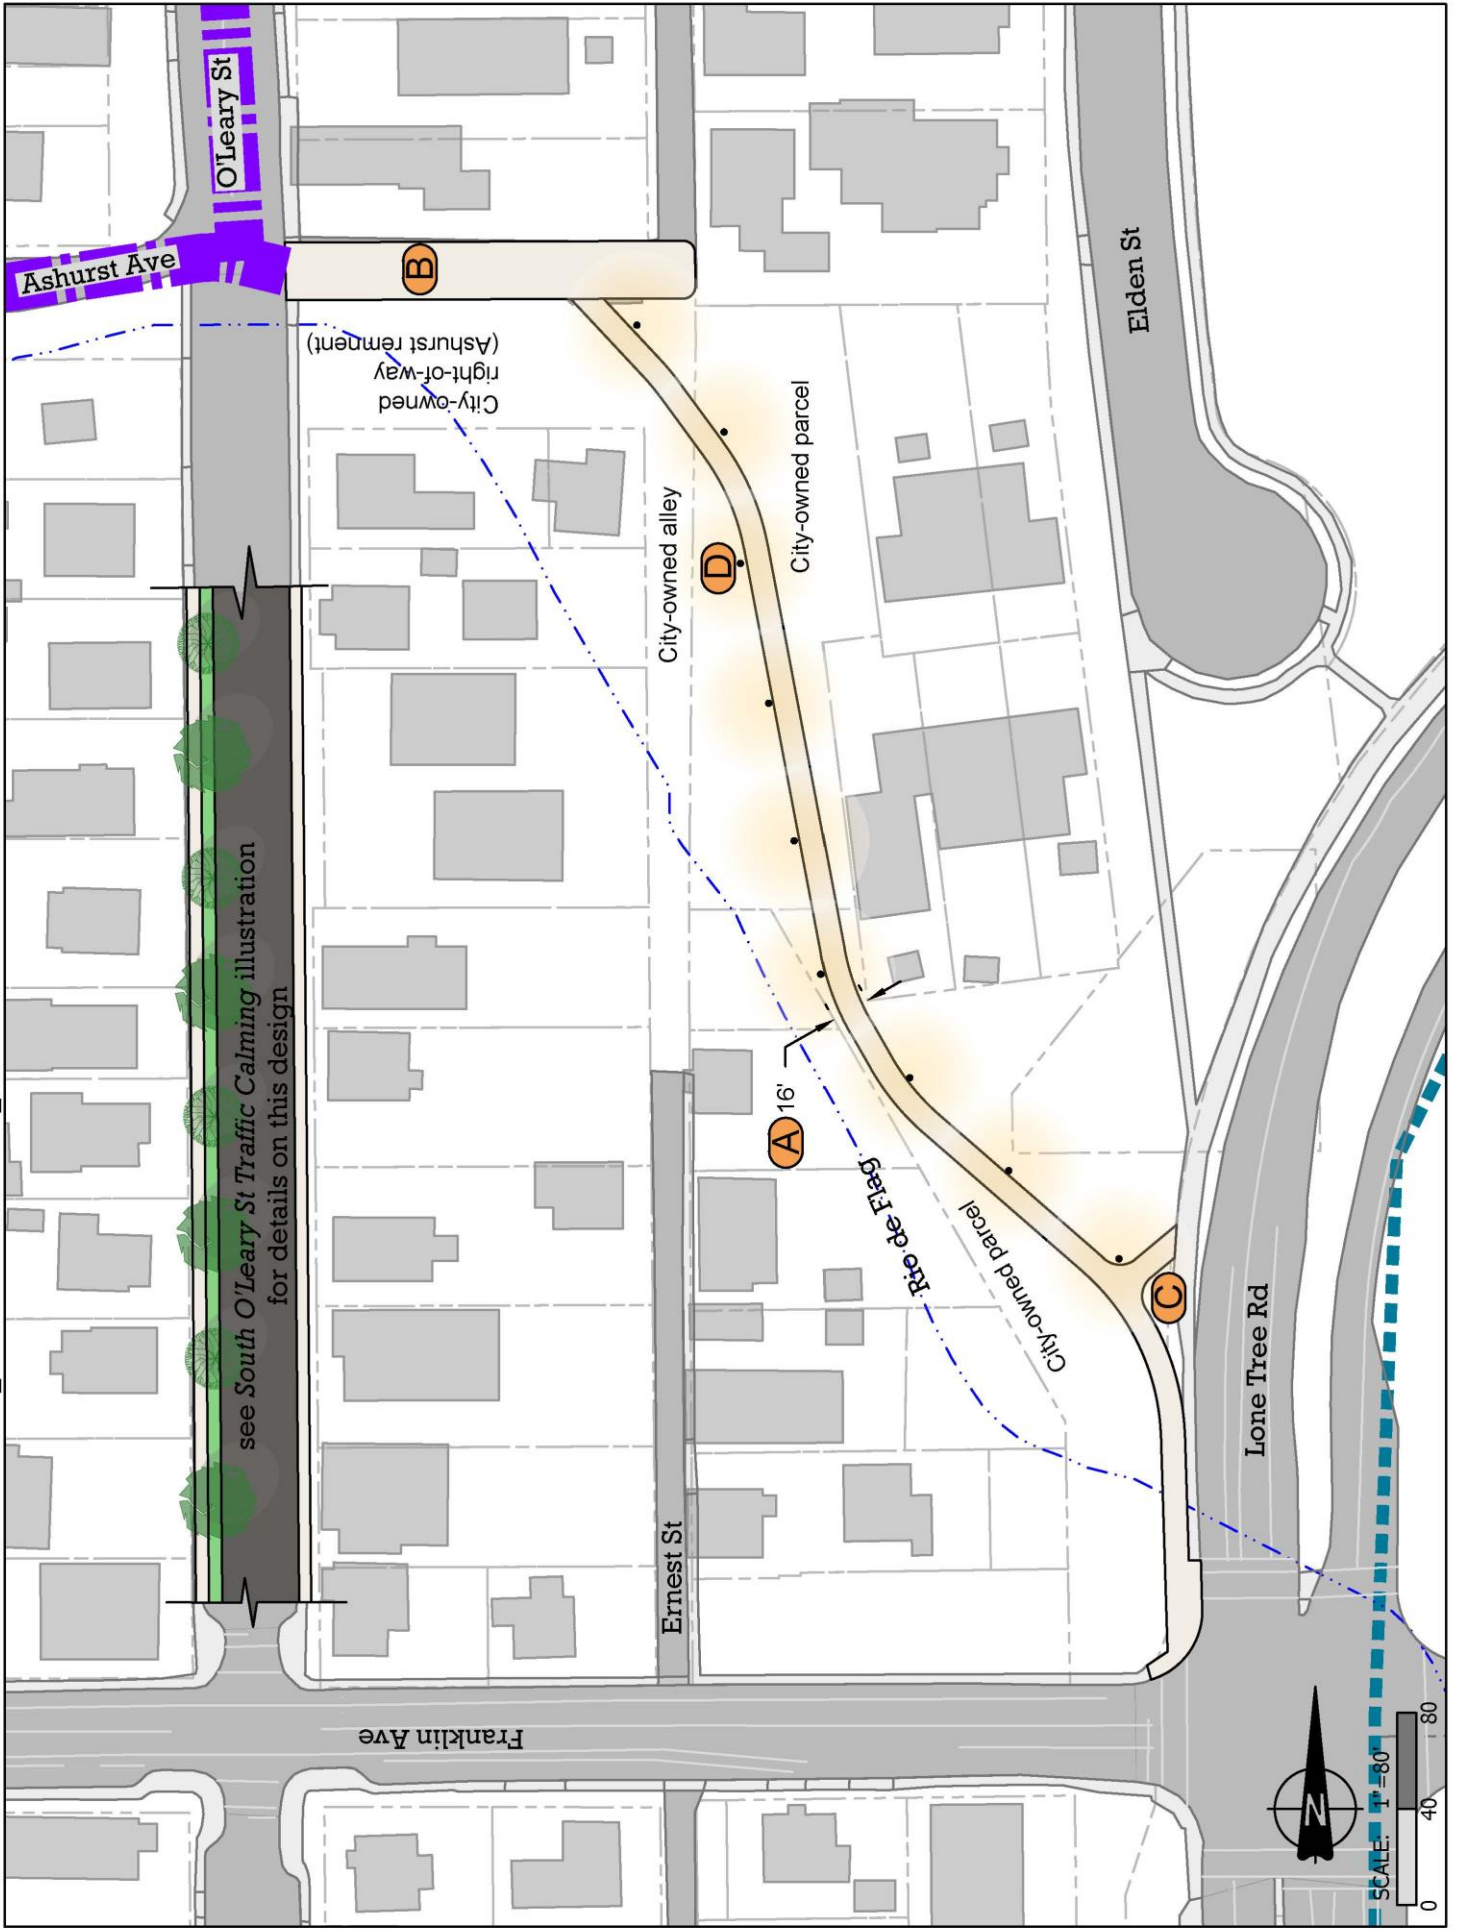 O'Leary St
Ashurst Ave
B
City-owned
right-of-way
(Ashurst remnent)
Elden St
City-owned parcel
City-owned alley
D
see South O'Leary St Traffic Calming illustration
for details on this design
A
16'
Rio de Flag
City-owned parcel
C
Lone Tree Rd
Ernest St
Franklin Ave
N
SCALE: 1"=80'
0
40
80